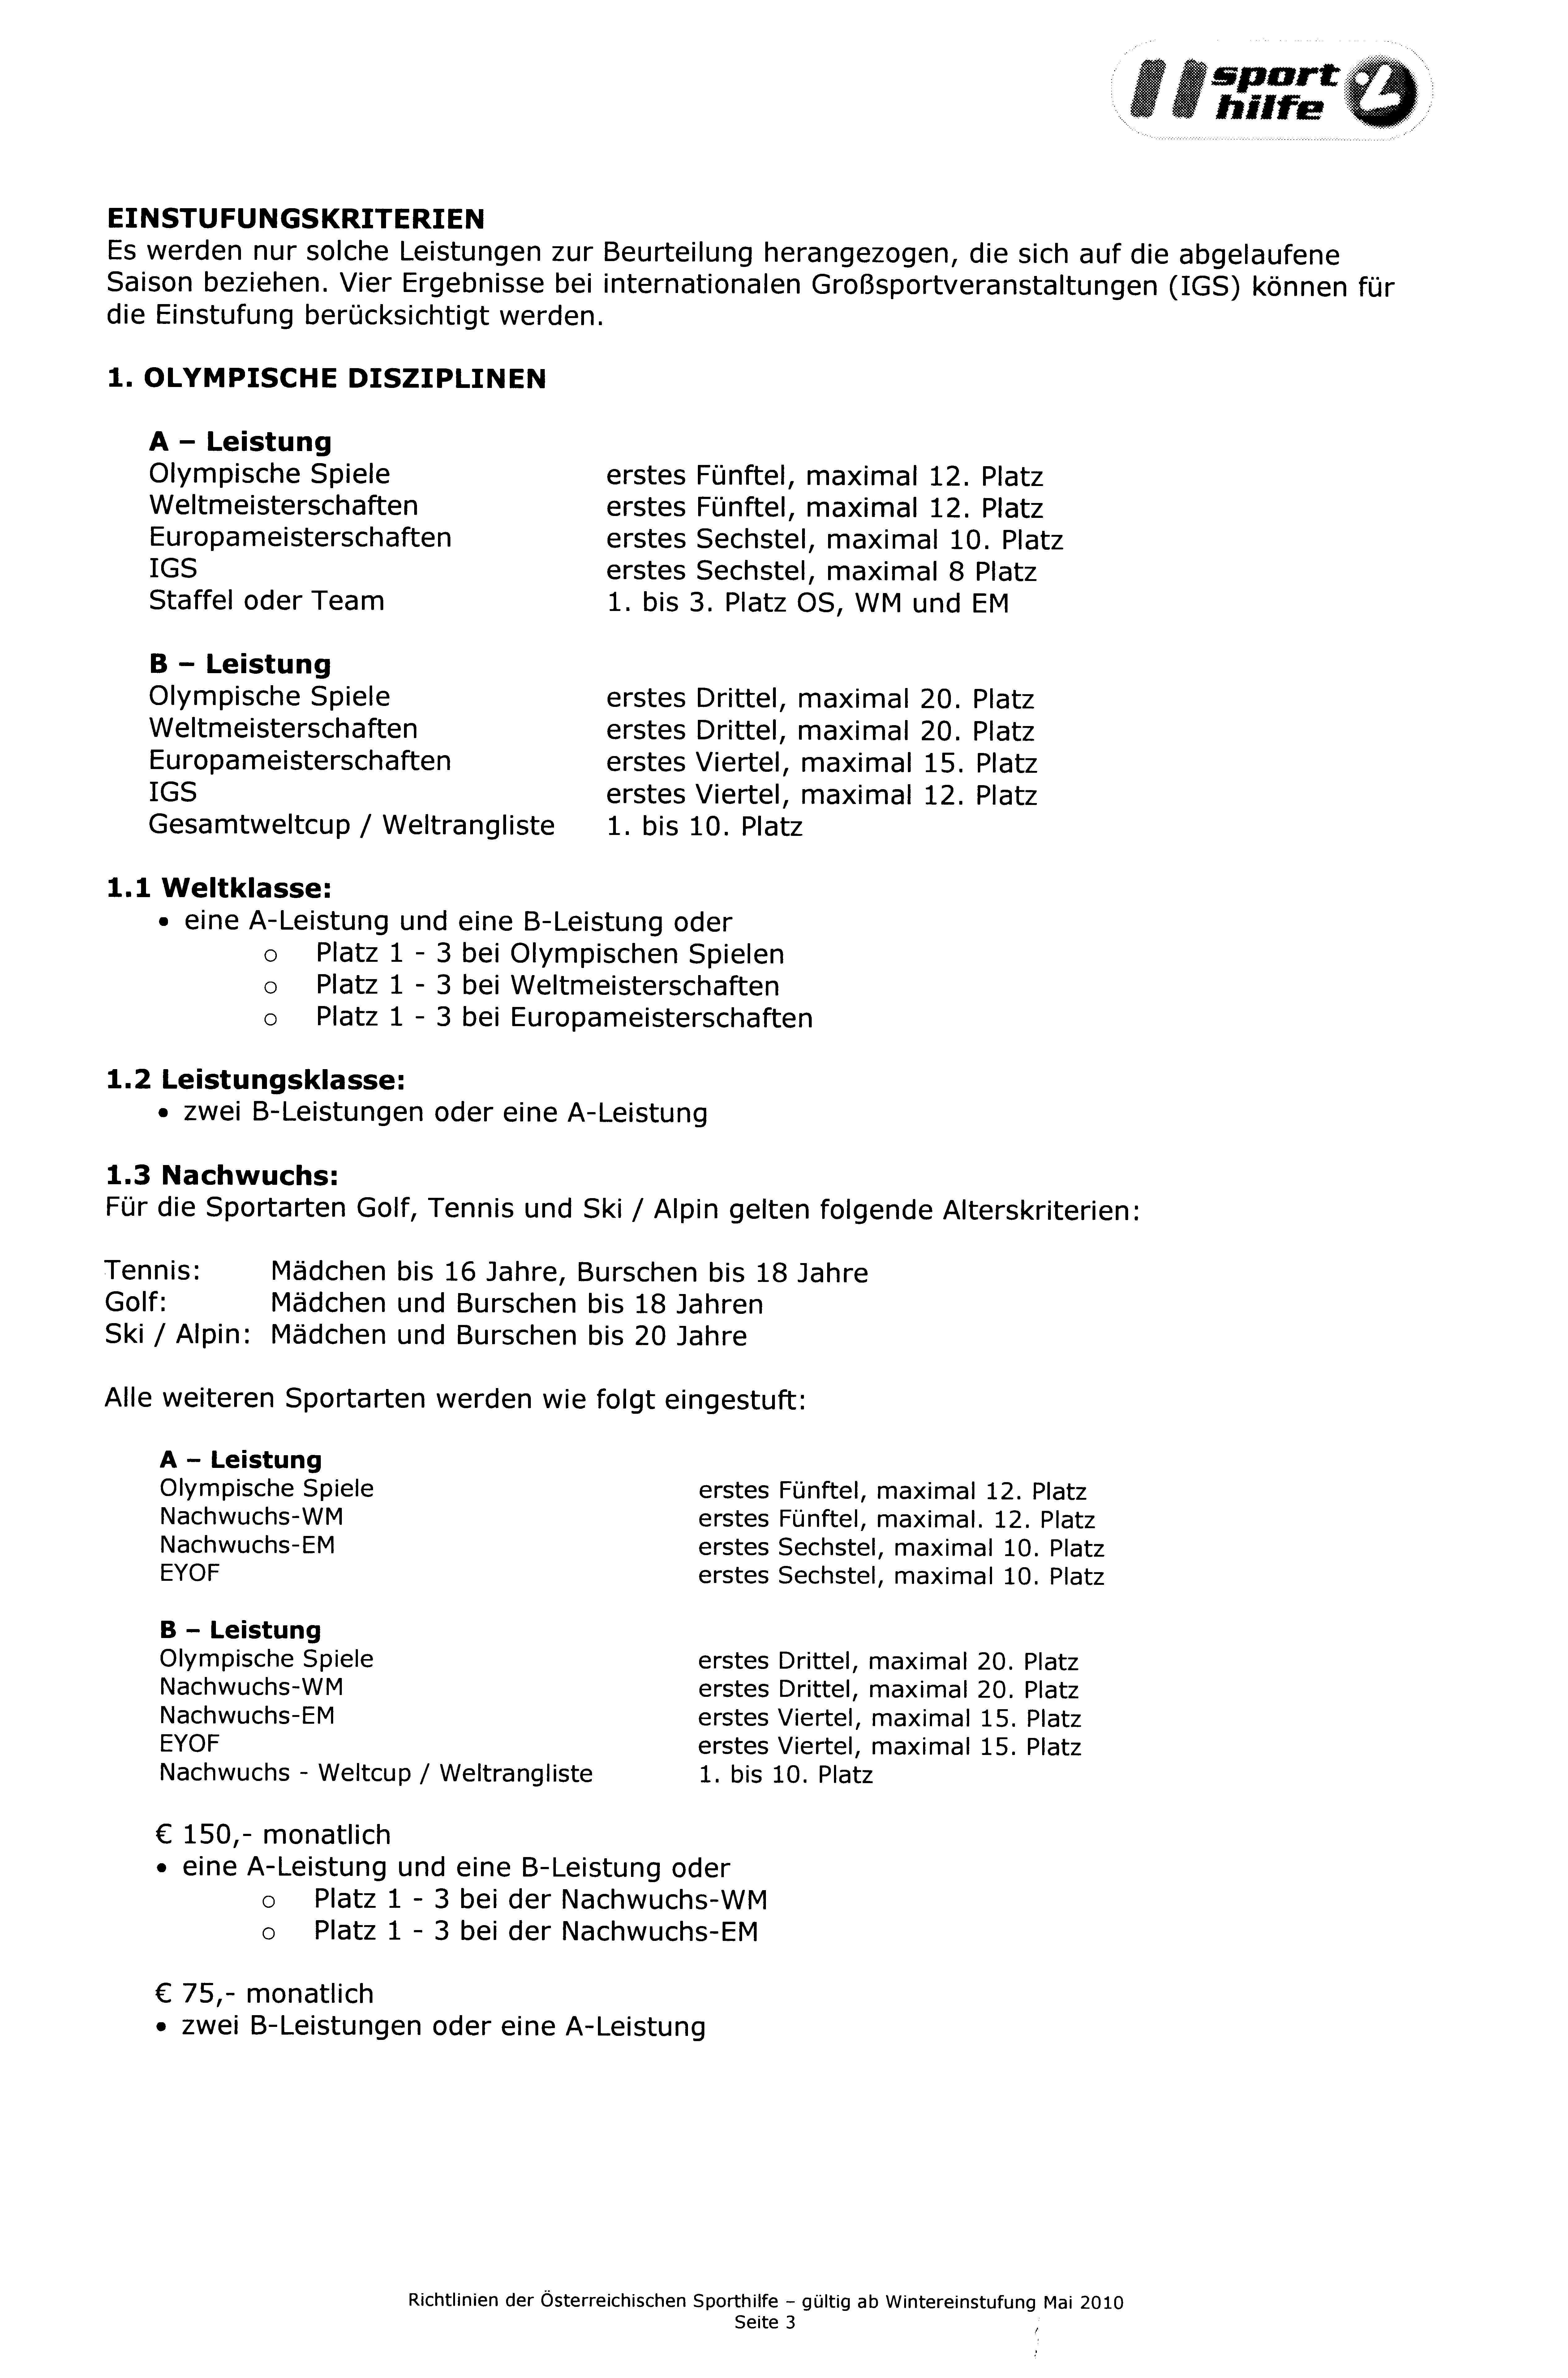 sport
hilfe
EINSTUFUNGSKRITERIEN
Es werden nur solche Leistungen zur Beurteilung herangezogen, die sich auf die abgelaufene
Saison beziehen. Vier Ergebnisse bei internationalen Großsportveranstaltungen (IGS) können für
die Einstufung berücksichtigt werden.
1. OLYMPISCHE DISZIPLINEN
A – Leistung
Olympische Spiele erstes Fünftel, maximal 12. Platz
Weltmeisterschaften erstes Fünftel, maximal 12. Platz
Europameisterschaften erstes Sechstel, maximal 10. Platz
IGS erstes Sechstel, maximal 8 Platz
Staffel oder Team 1. bis 3. Platz OS, WM und EM
B – Leistung
Olympische Spiele erstes Drittel, maximal 20. Platz
Weltmeisterschaften erstes Drittel, maximal 20. Platz
Europameisterschaften erstes Viertel, maximal 15. Platz
IGS erstes Viertel, maximal 12. Platz
Gesamtweltcup / Weltrangliste 1. bis 10. Platz
1.1 Weltklasse:
• eine A-Leistung und eine B-Leistung oder
o Platz 1 - 3 bei Olympischen Spielen
o Platz 1 - 3 bei Weltmeisterschaften
o Platz 1 - 3 bei Europameisterschaften
1.2 Leistungsklasse:
• zwei B-Leistungen oder eine A-Leistung
1.3 Nachwuchs:
Für die Sportarten Golf, Tennis und Ski / Alpin gelten folgende Alterskriterien:
Tennis: Mädchen bis 16 Jahre, Burschen bis 18 Jahre
Golf: Mädchen und Burschen bis 18 Jahren
Ski / Alpin: Mädchen und Burschen bis 20 Jahre
Alle weiteren Sportarten werden wie folgt eingestuft:
A – Leistung
Olympische Spiele erstes Fünftel, maximal 12. Platz
Nachwuchs-WM erstes Fünftel, maximal. 12. Platz
Nachwuchs-EM erstes Sechstel, maximal 10. Platz
EYOF erstes Sechstel, maximal 10. Platz
B – Leistung
Olympische Spiele erstes Drittel, maximal 20. Platz
Nachwuchs-WM erstes Drittel, maximal 20. Platz
Nachwuchs-EM erstes Viertel, maximal 15. Platz
EYOF erstes Viertel, maximal 15. Platz
Nachwuchs - Weltcup / Weltrangliste 1. bis 10. Platz
€ 150,- monatlich
• eine A-Leistung und eine B-Leistung oder
o Platz 1 - 3 bei der Nachwuchs-WM
o Platz 1 - 3 bei der Nachwuchs-EM
€ 75,- monatlich
• zwei B-Leistungen oder eine A-Leistung
Richtlinien der Österreichischen Sporthilfe – gültig ab Wintereinstufung Mai 2010
Seite 3